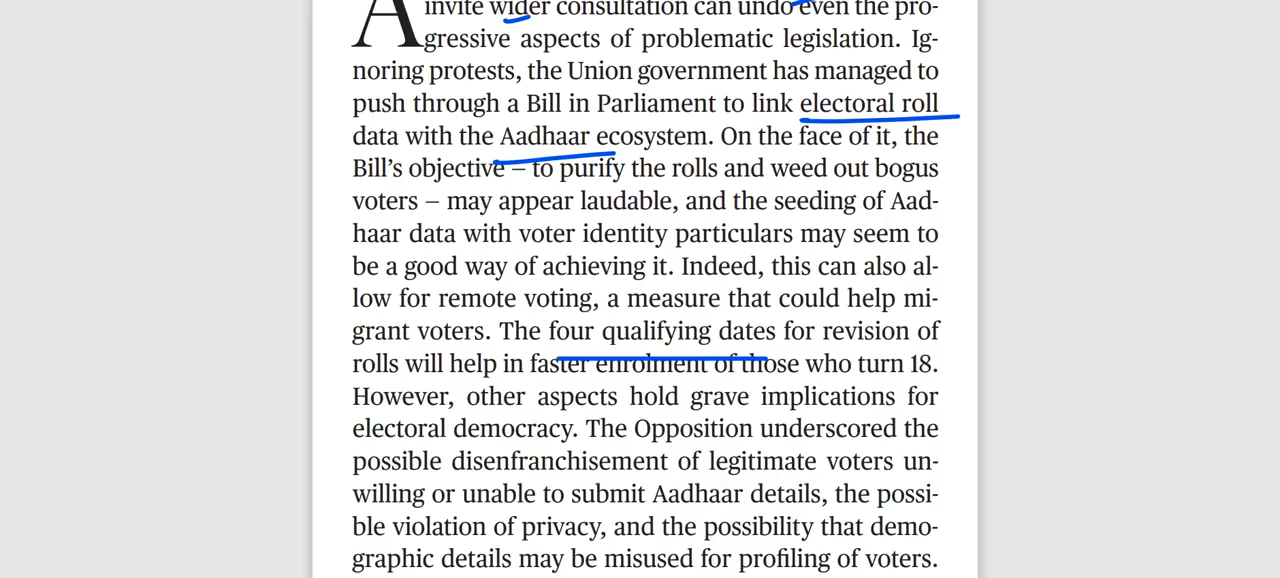 A invite wider consultation can undo even the pro-
gressive aspects of problematic legislation. Ig-
noring protests, the Union government has managed to
push through a Bill in Parliament to link electoral roll
data with the Aadhaar ecosystem. On the face of it, the
Bill’s objective – to purify the rolls and weed out bogus
voters – may appear laudable, and the seeding of Aad-
haar data with voter identity particulars may seem to
be a good way of achieving it. Indeed, this can also al-
low for remote voting, a measure that could help mi-
grant voters. The four qualifying dates for revision of
rolls will help in faster enrolment of those who turn 18.
However, other aspects hold grave implications for
electoral democracy. The Opposition underscored the
possible disenfranchisement of legitimate voters un-
willing or unable to submit Aadhaar details, the possi-
ble violation of privacy, and the possibility that demo-
graphic details may be misused for profiling of voters.